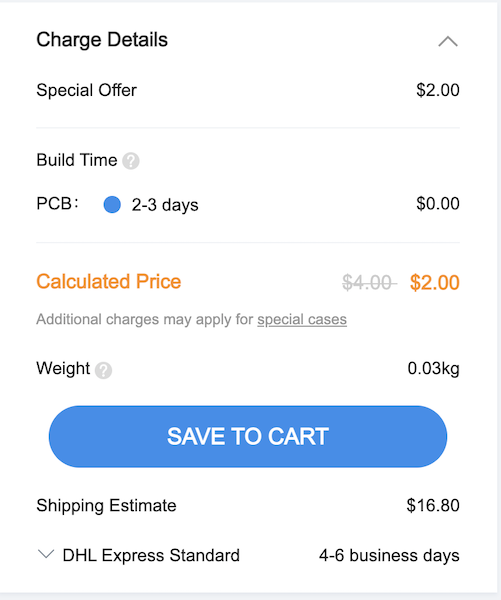 Charge Details
Special Offer $2.00
Build Time ?
PCB: 2-3 days $0.00
Calculated Price $4.00 $2.00
Additional charges may apply for special cases
Weight ? 0.03kg
SAVE TO CART
Shipping Estimate $16.80
DHL Express Standard 4-6 business days